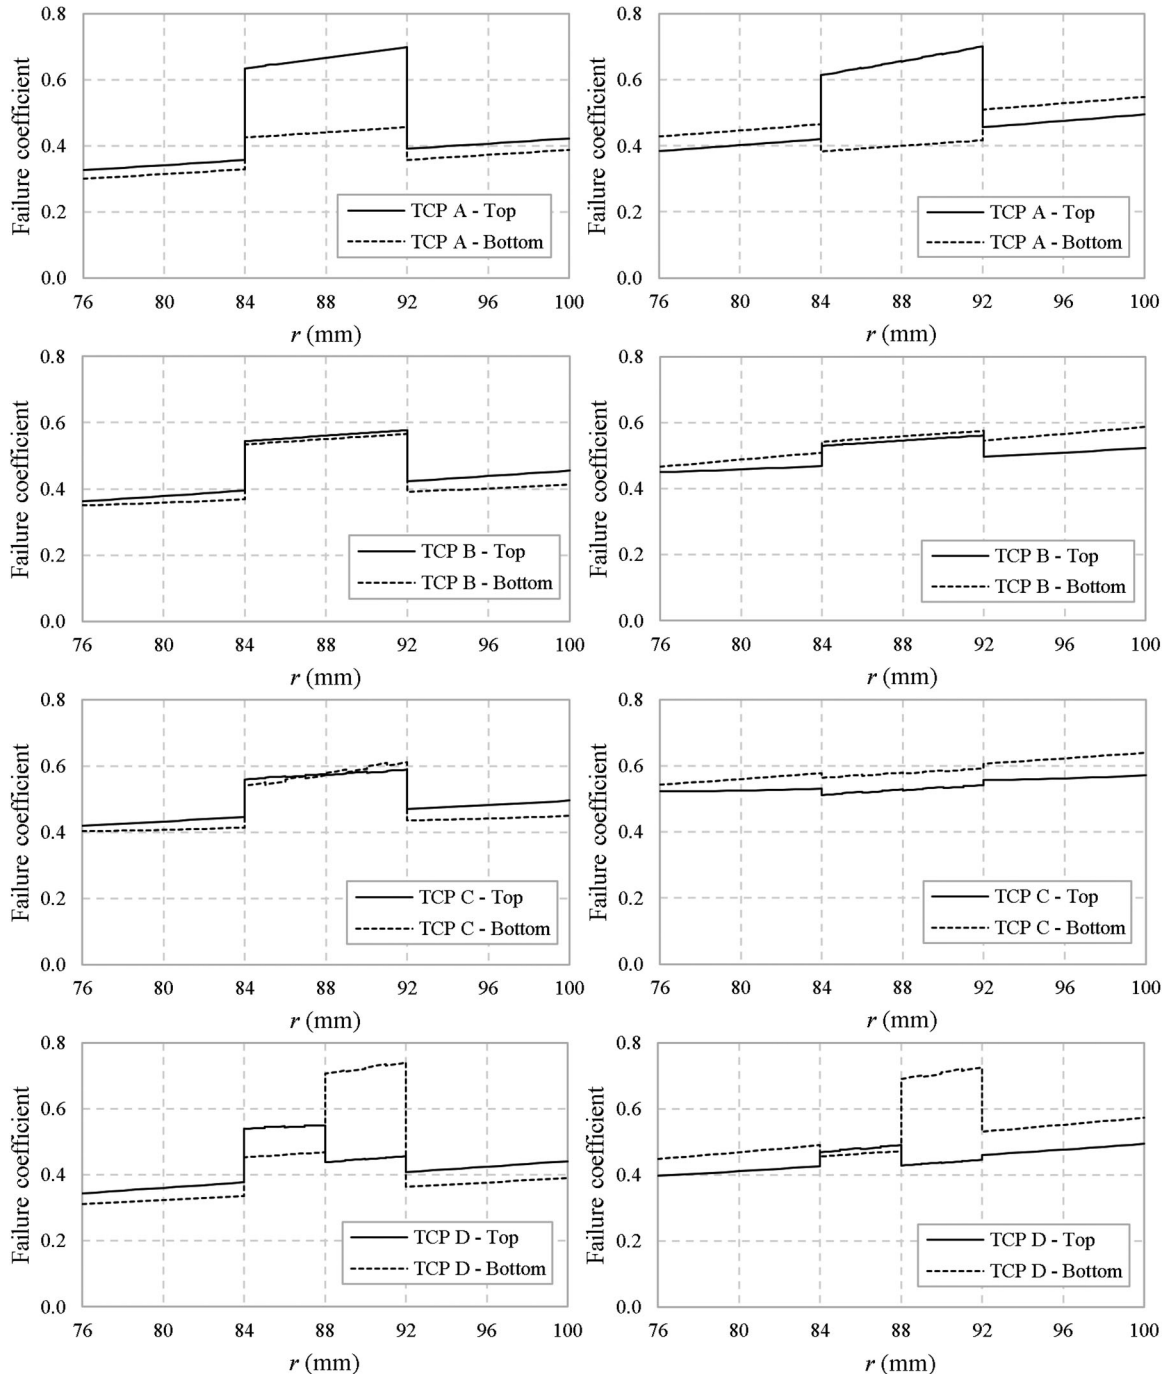 0.8
0.6
0.4
0.2
0.0
Failure coefficient
TCP A - Top
TCP A - Bottom
76 80 84 88 92 96 100
r (mm)
0.8
0.6
0.4
0.2
0.0
Failure coefficient
TCP A - Top
TCP A - Bottom
76 80 84 88 92 96 100
r (mm)
0.8
0.6
0.4
0.2
0.0
Failure coefficient
TCP B - Top
TCP B - Bottom
76 80 84 88 92 96 100
r (mm)
0.8
0.6
0.4
0.2
0.0
Failure coefficient
TCP B - Top
TCP B - Bottom
76 80 84 88 92 96 100
r (mm)
0.8
0.6
0.4
0.2
0.0
Failure coefficient
TCP C - Top
TCP C - Bottom
76 80 84 88 92 96 100
r (mm)
0.8
0.6
0.4
0.2
0.0
Failure coefficient
TCP C - Top
TCP C - Bottom
76 80 84 88 92 96 100
r (mm)
0.8
0.6
0.4
0.2
0.0
Failure coefficient
TCP D - Top
TCP D - Bottom
76 80 84 88 92 96 100
r (mm)
0.8
0.6
0.4
0.2
0.0
Failure coefficient
TCP D - Top
TCP D - Bottom
76 80 84 88 92 96 100
r (mm)